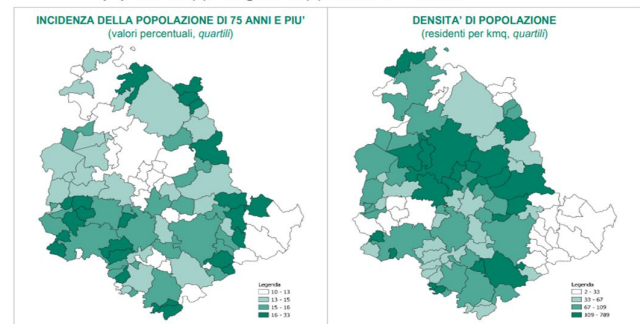 INCIDENZA DELLA POPOLAZIONE DI 75 ANNI E PIU'
(valori percentuali, quartili)
Legenda
10 - 13
13 - 15
15 - 16
16 - 33
DENSITA' DI POPOLAZIONE
(residenti per kmq, quartili)
Legenda
2 - 33
33 - 67
67 - 109
109 - 789